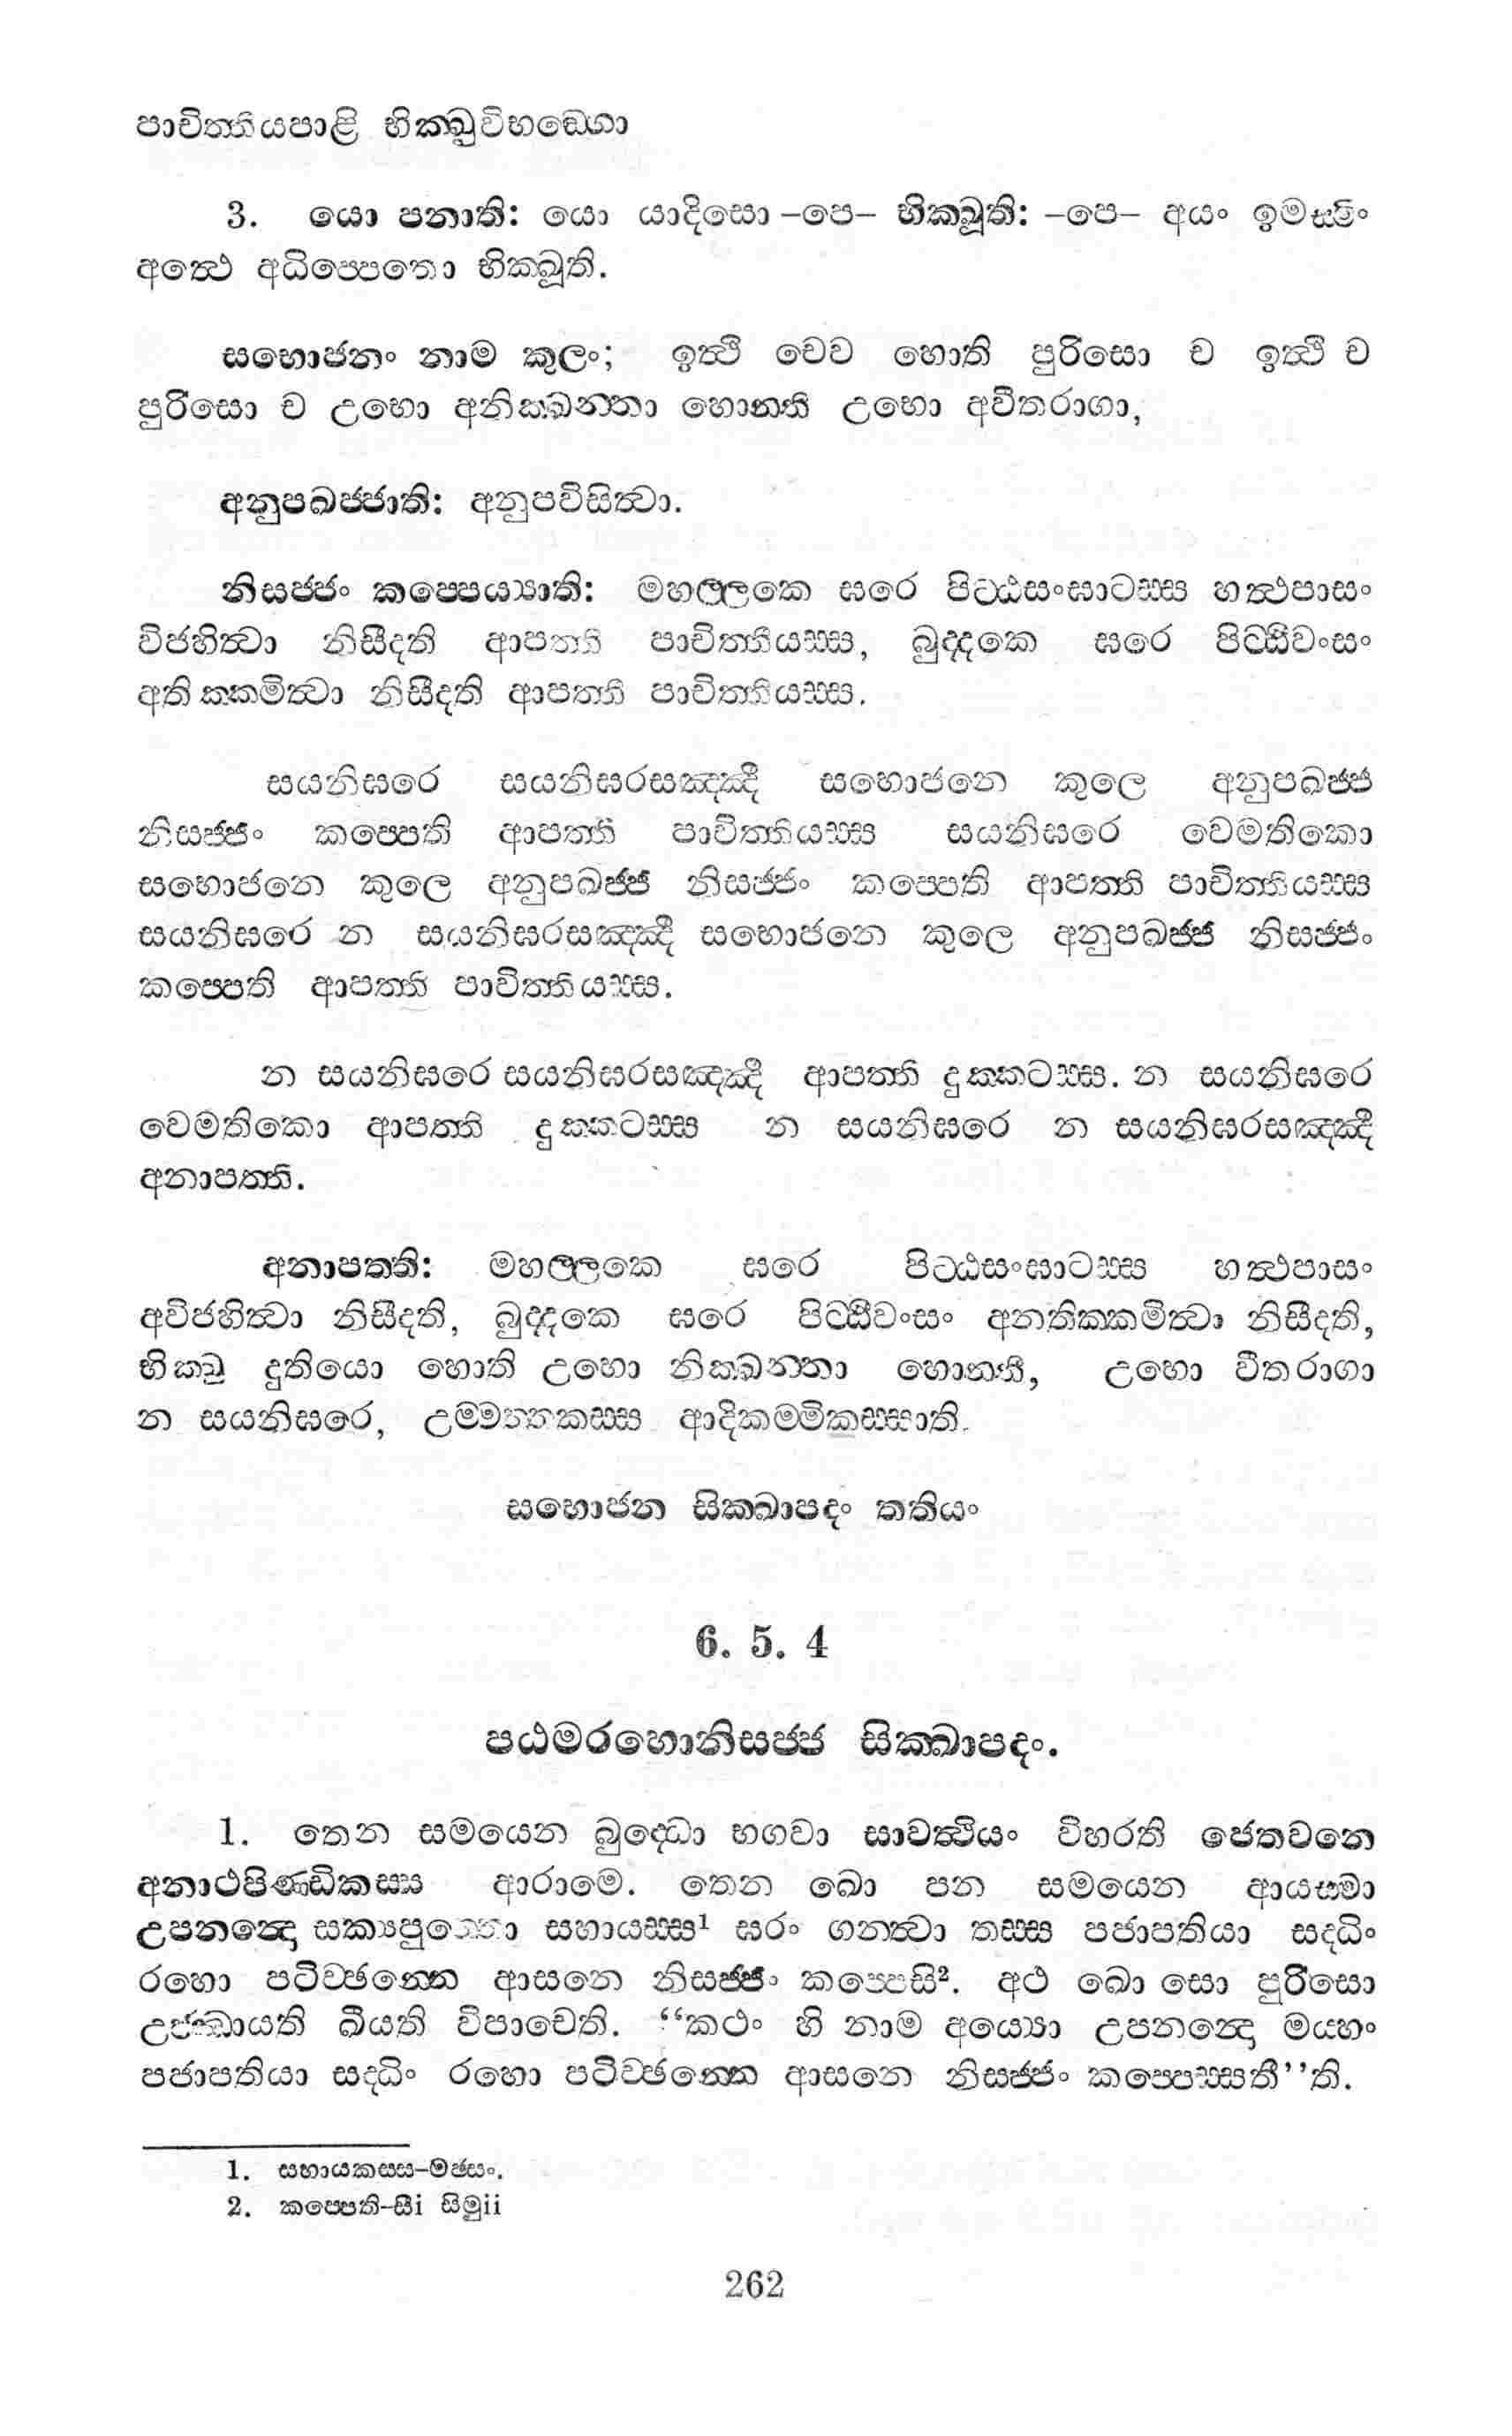 පාචිත්තියපාළි භික්ඛුවිභඞ්ගො
3. යො පනාති: යො යාදිසො –පෙ– භික්ඛූති: –පෙ– අයං ඉමස්මිං
අත්ථෙ අධිප්පෙතො භික්ඛූති.
සභොජනං නාම කුලං; ඉත්ථි චෙව හොති පුරිසො ච ඉත්ථි ච
පුරිසො ච උභො අනික්ඛන්තා හොන්ති උභො අවීතරාගා,
අනුපඛජ්ජාති: අනුපවිසිත්වා.
නිසජ්ජං කප්පෙය්‍යාති: මහල්ලකෙ ඝරෙ පිට්ඨසංඝාටස්ස හත්ථපාසං
විජහිත්වා නිසීදති ආපත්ති පාචිත්තියස්ස, ඛුද්දකෙ ඝරෙ පිට්ඨිවංසං
අතික්කමිත්වා නිසීදති ආපත්ති පාචිත්තියස්ස.
සයනිඝරෙ සයනිඝරසඤ්ඤී සභොජනෙ කුලෙ අනුපඛජ්ජ
නිසජ්ජං කප්පෙති ආපත්ති පාචිත්තියස්ස සයනිඝරෙ වෙමතිකො
සභොජනෙ කුලෙ අනුපඛජ්ජ නිසජ්ජං කප්පෙති ආපත්ති පාචිත්තියස්ස
සයනිඝරෙ න සයනිඝරසඤ්ඤී සභොජනෙ කුලෙ අනුපඛජ්ජ නිසජ්ජං
කප්පෙති ආපත්ති පාචිත්තියස්ස.
න සයනිඝරෙ සයනිඝරසඤ්ඤී ආපත්ති දුක්කටස්ස. න සයනිඝරෙ
වෙමතිකො ආපත්ති දුක්කටස්ස න සයනිඝරෙ න සයනිඝරසඤ්ඤී
අනාපත්ති.
අනාපත්ති: මහල්ලකෙ ඝරෙ පිට්ඨසංඝාටස්ස හත්ථපාසං
අවිජහිත්වා නිසීදති, ඛුද්දකෙ ඝරෙ පිට්ඨිවංසං අනතික්කමිත්වා නිසීදති,
භික්ඛු දුතියො හොති උභො නික්ඛන්තා හොන්ති, උභො වීතරාගා
න සයනිඝරෙ, උම්මත්තකස්ස ආදිකම්මිකස්සාති.
සභොජන සික්ඛාපදං තතියං
6. 5. 4
පඨමරහොනිසජ්ජ සික්ඛාපදං.
1. තෙන සමයෙන බුද්ධො භගවා සාවත්ථියං විහරති ජෙතවනෙ
අනාථපිණ්ඩිකස්ස ආරාමෙ. තෙන ඛො පන සමයෙන ආයස්මා
උපනන්දො සක්‍යපුත්තො සහායස්ස¹ ඝරං ගන්ත්වා තස්ස පජාපතියා සද්ධිං
රහො පටිච්ඡන්නෙ ආසනෙ නිසජ්ජං කප්පෙසි². අථ ඛො සො පුරිසො
උජ්ඣායති ඛීයති විපාචෙති. “කථං හි නාම අය්‍යො උපනන්දො මය්හං
පජාපතියා සද්ධිං රහො පටිච්ඡන්නෙ ආසනෙ නිසජ්ජං කප්පෙස්සතී”ති.
1. සහායකස්ස–මඡසං.
2. කප්පෙති–සීi සිමුii
262